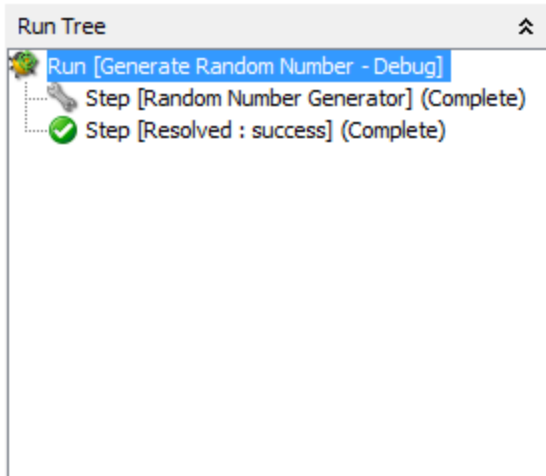 Run Tree
Run [Generate Random Number - Debug]
Step [Random Number Generator] (Complete)
Step [Resolved : success] (Complete)